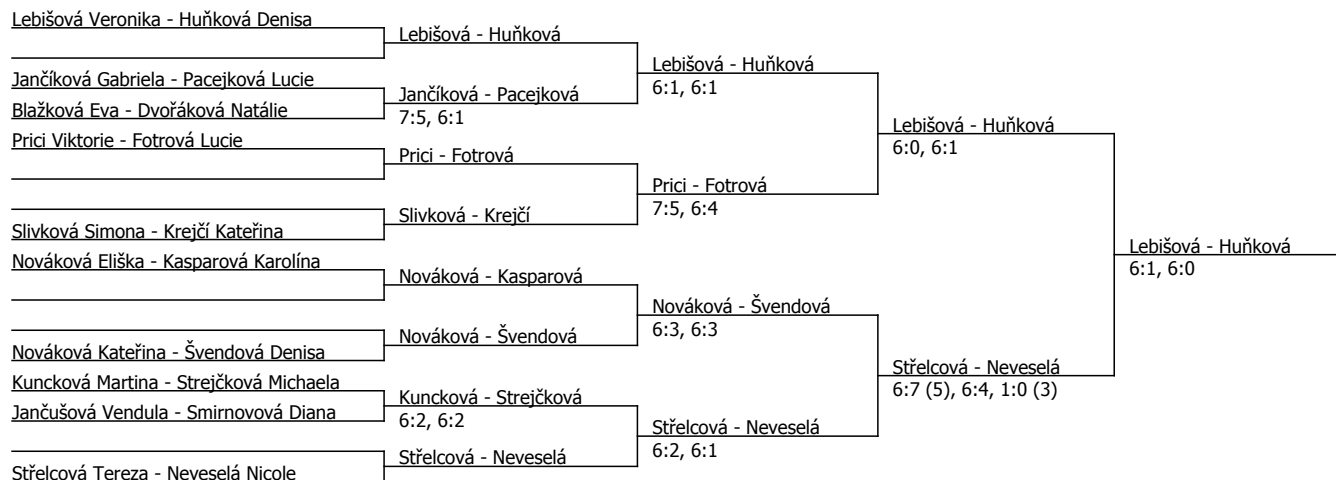 Lebišová Veronika - Huňková Denisa
Jančíková Gabriela - Pacejková Lucie
Blažková Eva - Dvořáková Natálie
Prici Viktorie - Fotrová Lucie
Slivková Simona - Krejčí Kateřina
Nováková Eliška - Kasparová Karolína
Nováková Kateřina - Švendová Denisa
Kuncková Martina - Strejčková Michaela
Jančušová Vendula - Smirnovová Diana
Střelcová Tereza - Neveselá Nicole
Lebišová - Huňková
Jančíková - Pacejková
7:5, 6:1
Prici - Fotrová
Slivková - Krejčí
Nováková - Kasparová
Nováková - Švendová
Kuncková - Strejčková
6:2, 6:2
Střelcová - Neveselá
Lebišová - Huňková
6:1, 6:1
Prici - Fotrová
7:5, 6:4
Nováková - Švendová
6:3, 6:3
Střelcová - Neveselá
6:2, 6:1
Lebišová - Huňková
6:0, 6:1
Střelcová - Neveselá
6:7 (5), 6:4, 1:0 (3)
Lebišová - Huňková
6:1, 6:0